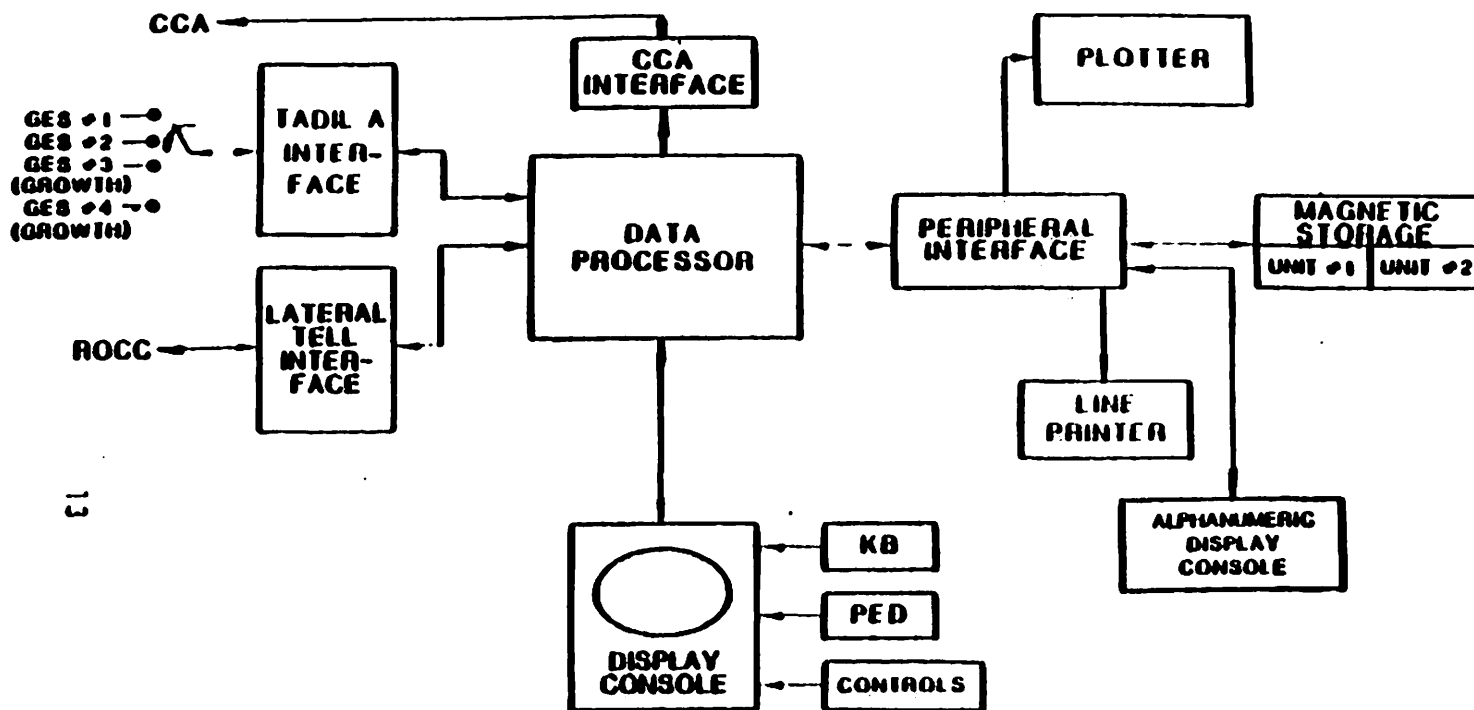 CCA
CCA
INTERFACE
PLOTTER
GES #1
GES #2
GES #3
(GROWTH)
GES #4
(GROWTH)
TADIL A
INTER-
FACE
DATA
PROCESSOR
PERIPHERAL
INTERFACE
MAGNETIC
STORAGE
UNIT #1
UNIT #2
ROCC
LATERAL
TELL
INTER-
FACE
LINE
PRINTER
ALPHANUMERIC
DISPLAY
CONSOLE
KB
PED
CONTROLS
DISPLAY
CONSOLE
13